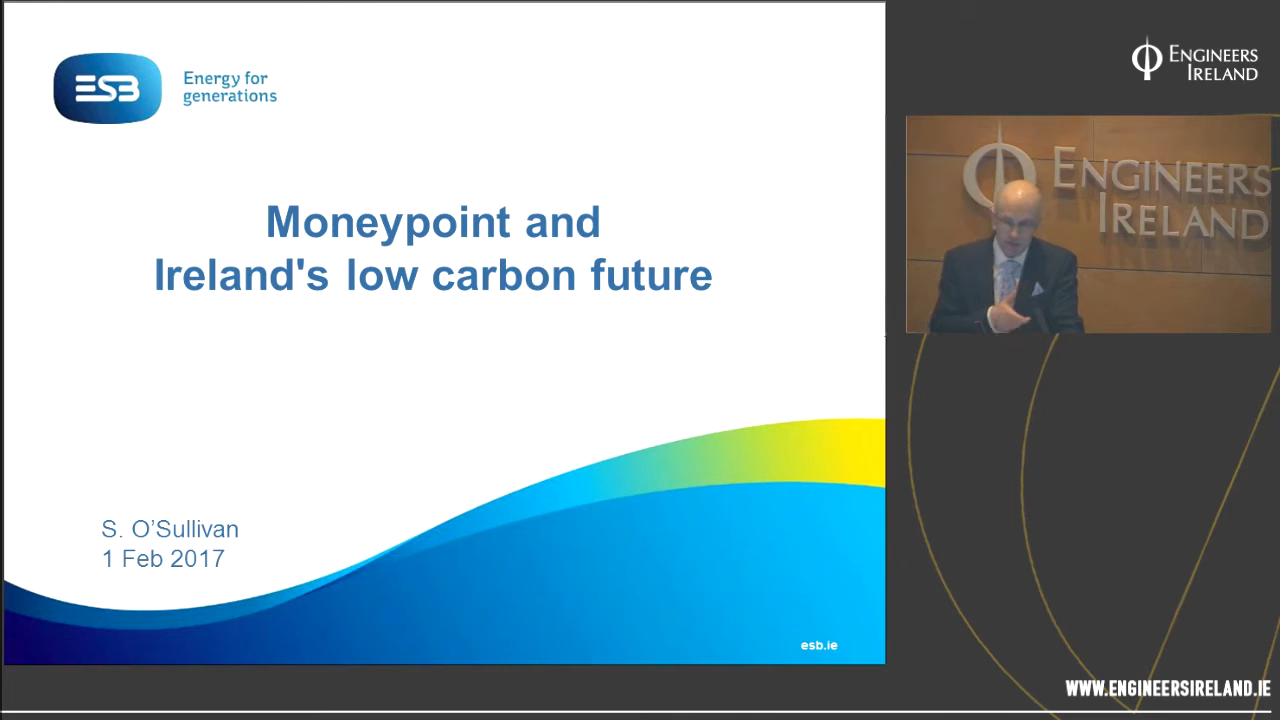 ESB
Energy for
generations
Moneypoint and
Ireland's low carbon future
S. O’Sullivan
1 Feb 2017
esb.ie
ENGINEERS
IRELAND
ENGINEERS
IRELAND
WWW.ENGINEERSIRELAND.IE